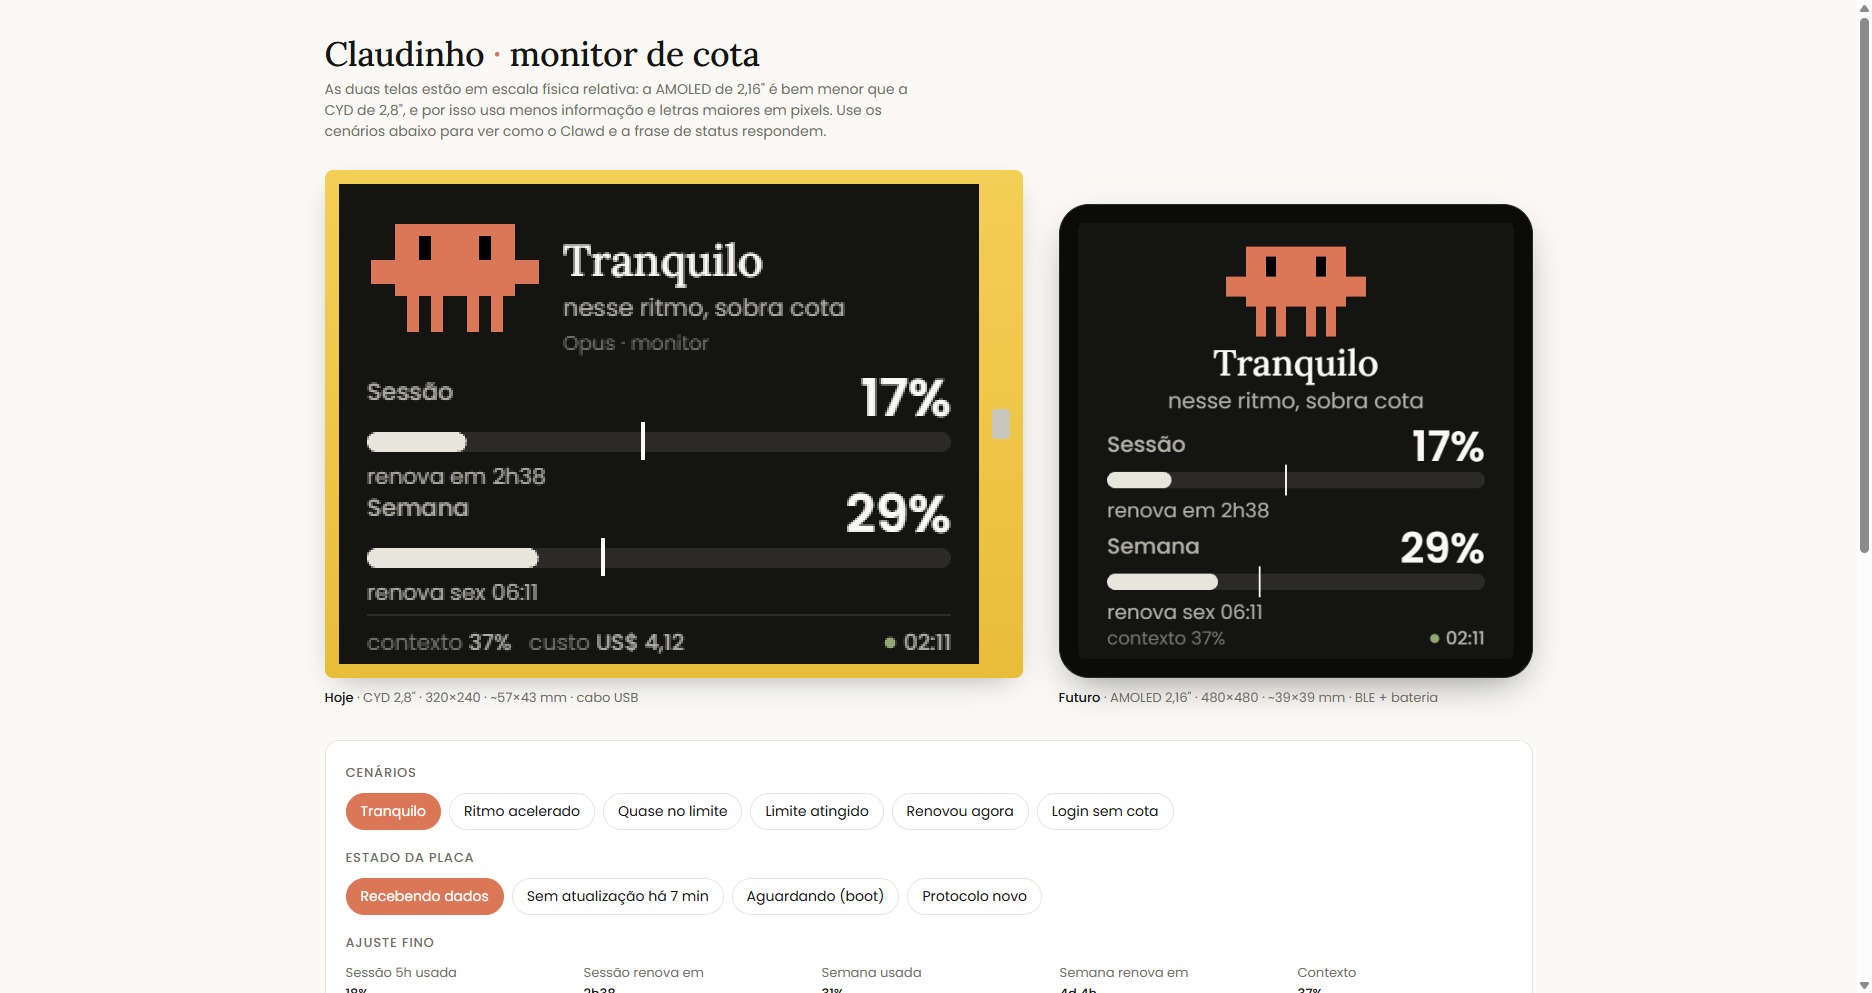 Claudinho · monitor de cota
As duas telas estão em escala física relativa: a AMOLED de 2,16" é bem menor que a
CYD de 2,8", e por isso usa menos informação e letras maiores em pixels. Use os
cenários abaixo para ver como o Clawd e a frase de status respondem.
Tranquilo
nesse ritmo, sobra cota
Opus · monitor
Sessão 17%
renova em 2h38
Semana 29%
renova sex 06:11
contexto 37% custo US$ 4,12 02:11
Hoje · CYD 2,8" · 320×240 · ~57×43 mm · cabo USB
Tranquilo
nesse ritmo, sobra cota
Sessão 17%
renova em 2h38
Semana 29%
renova sex 06:11
contexto 37% 02:11
Futuro · AMOLED 2,16" · 480×480 · ~39×39 mm · BLE + bateria
CENÁRIOS
Tranquilo Ritmo acelerado Quase no limite Limite atingido Renovou agora Login sem cota
ESTADO DA PLACA
Recebendo dados Sem atualização há 7 min Aguardando (boot) Protocolo novo
AJUSTE FINO
Sessão 5h usada Sessão renova em Semana usada Semana renova em Contexto
18% 2h38 31% 4d 4h 37%